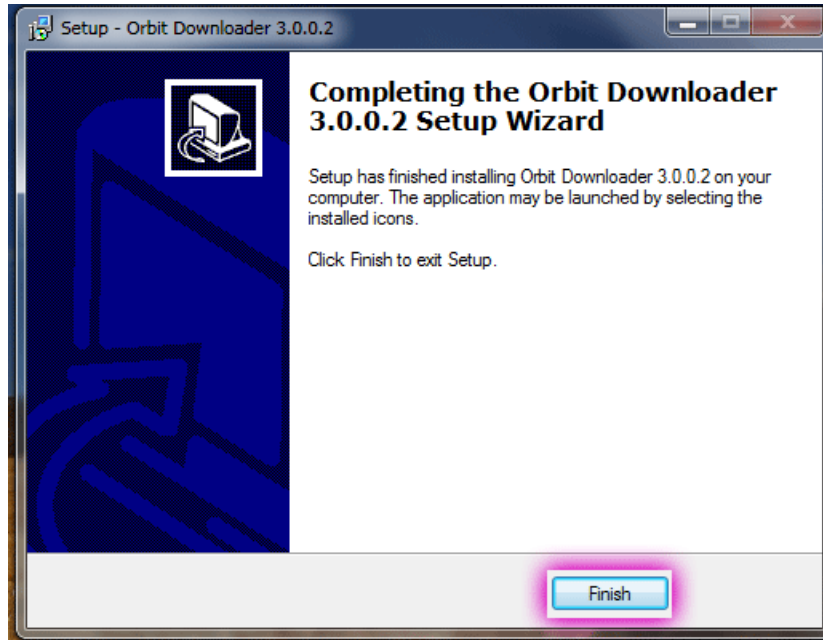 Setup - Orbit Downloader 3.0.0.2
Completing the Orbit Downloader
3.0.0.2 Setup Wizard
Setup has finished installing Orbit Downloader 3.0.0.2 on your
computer. The application may be launched by selecting the
installed icons.
Click Finish to exit Setup.
Finish